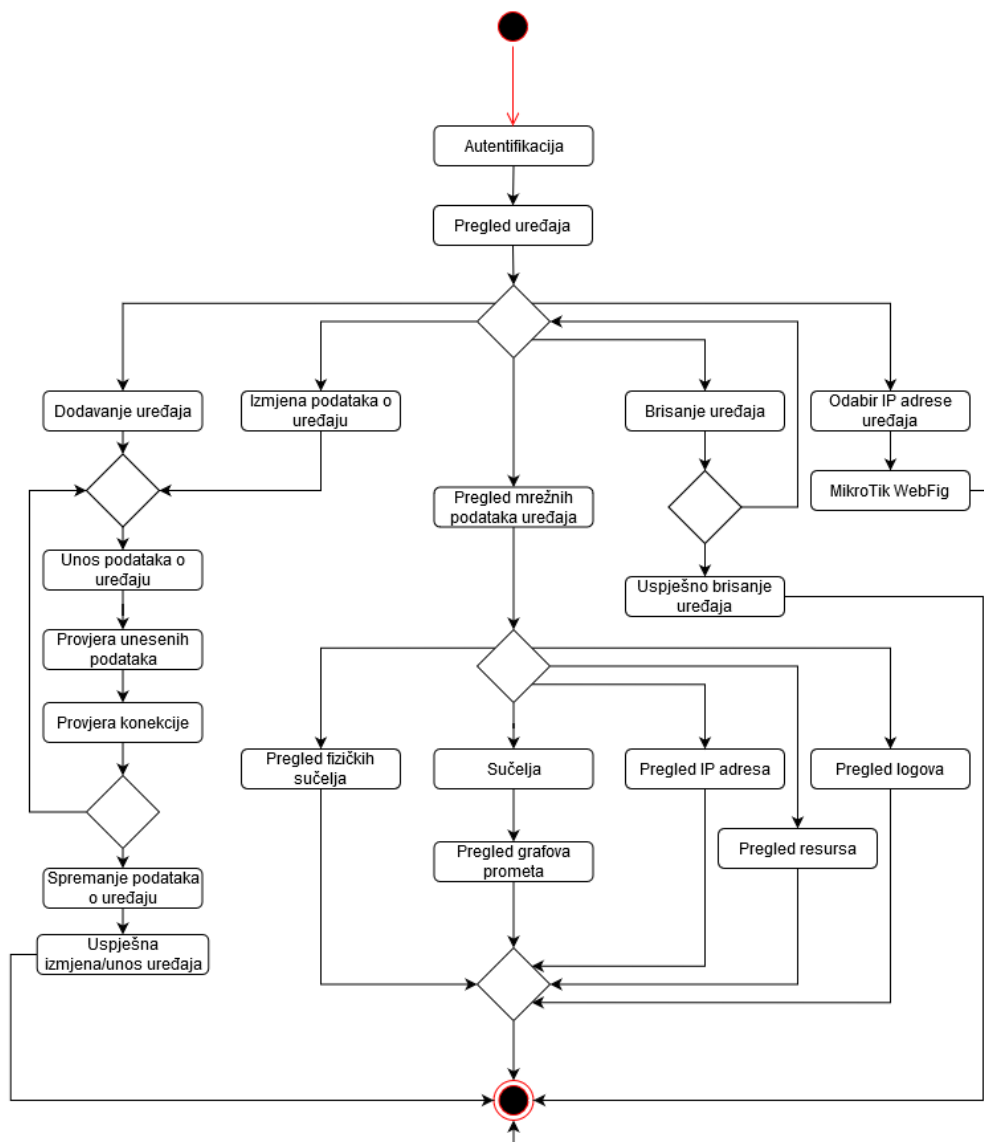 Autentifikacija
Pregled uređaja
Dodavanje uređaja
Izmjena podataka o
uređaju
Brisanje uređaja
Odabir IP adrese
uređaja
Pregled mrežnih
podataka uređaja
MikroTik WebFig
Unos podataka o
uređaju
Uspješno brisanje
uređaja
Provjera unesenih
podataka
Provjera konekcije
Pregled fizičkih
sučelja
Sučelja
Pregled IP adresa
Pregled logova
Pregled grafova
prometa
Pregled resursa
Spremanje podataka
o uređaju
Uspješna
izmjena/unos uređaja